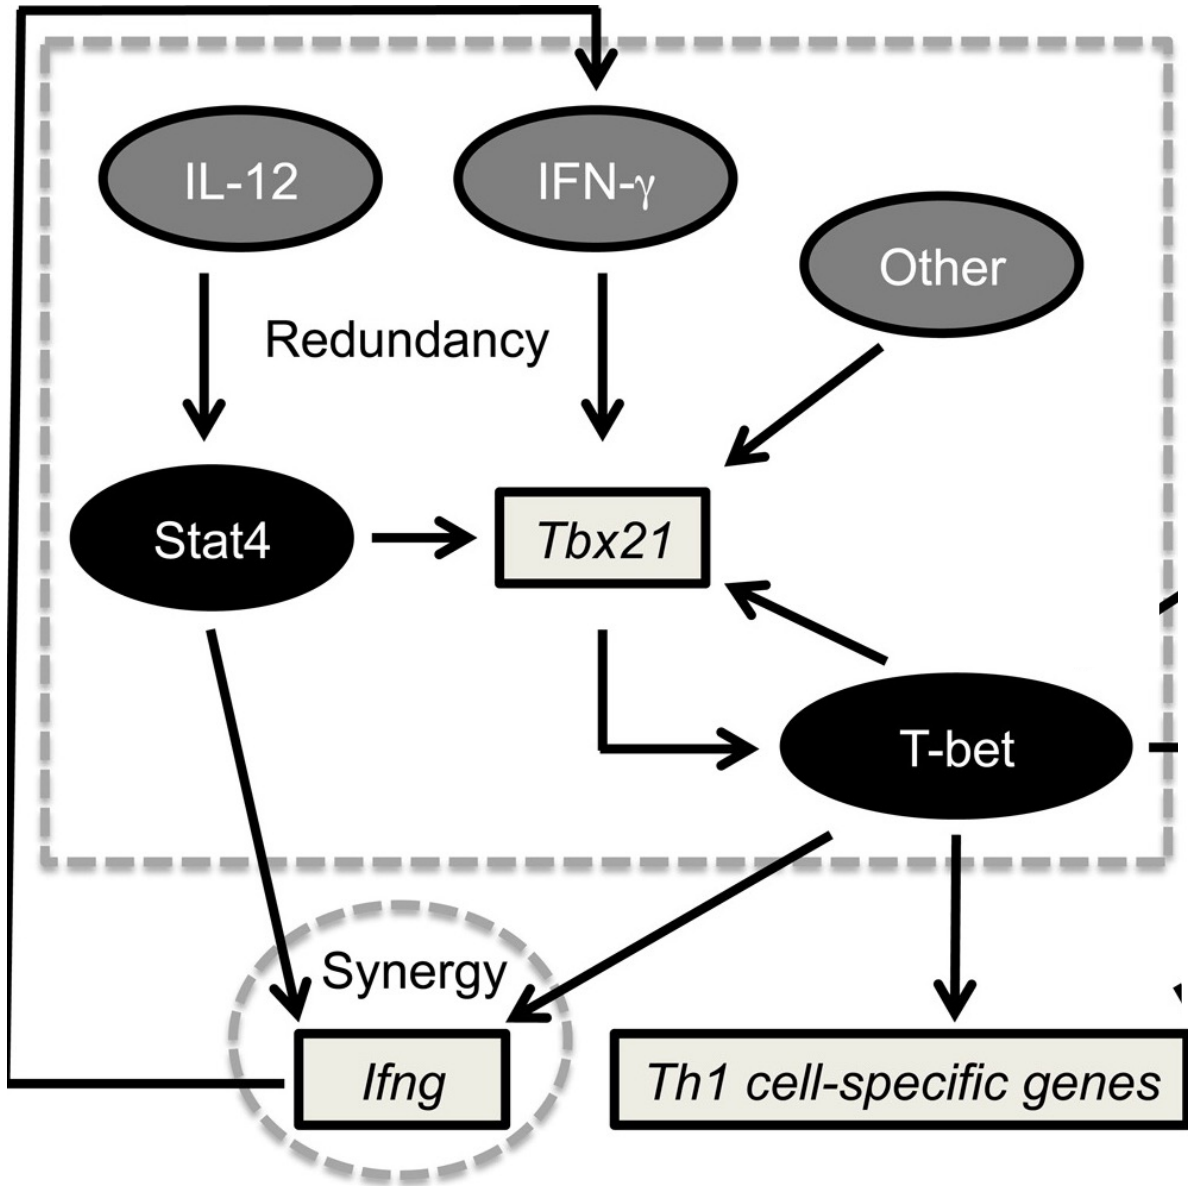 IL-12
IFN-γ
Other
Redundancy
Stat4
Tbx21
T-bet
Synergy
Ifng
Th1 cell-specific genes